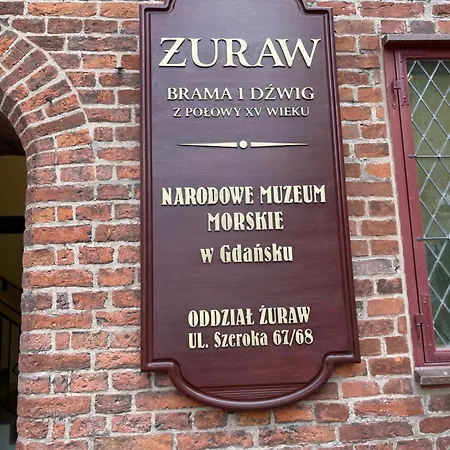 ŻURAW
BRAMA I DŹWIG
Z POŁOWY XV WIEKU
NARODOWE MUZEUM
MORSKIE
w Gdańsku
ODDZIAŁ ŻURAW
UL. Szeroka 67/68